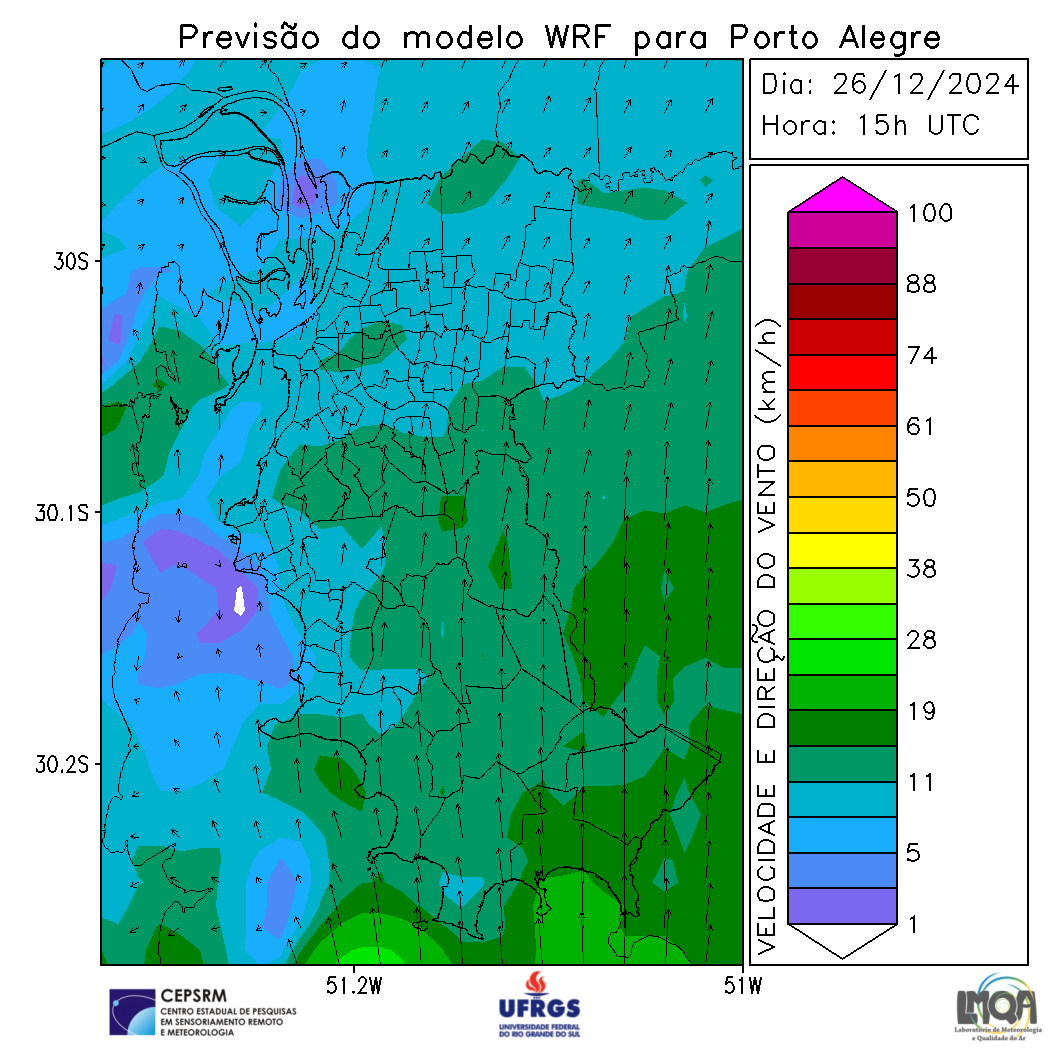 Previsão do modelo WRF para Porto Alegre
Dia: 26/12/2024
Hora: 15h UTC
30S
30.1S
30.2S
51.2W
51W
VELOCIDADE E DIREÇÃO DO VENTO (km/h)
100
88
74
61
50
38
28
19
11
5
1
CEPSRM
CENTRO ESTADUAL DE PESQUISAS
EM SENSORIAMENTO REMOTO
E METEOROLOGIA
UFRGS
UNIVERSIDADE FEDERAL
DO RIO GRANDE DO SUL
LMQA
Laboratório de Meteorologia
e Qualidade do Ar